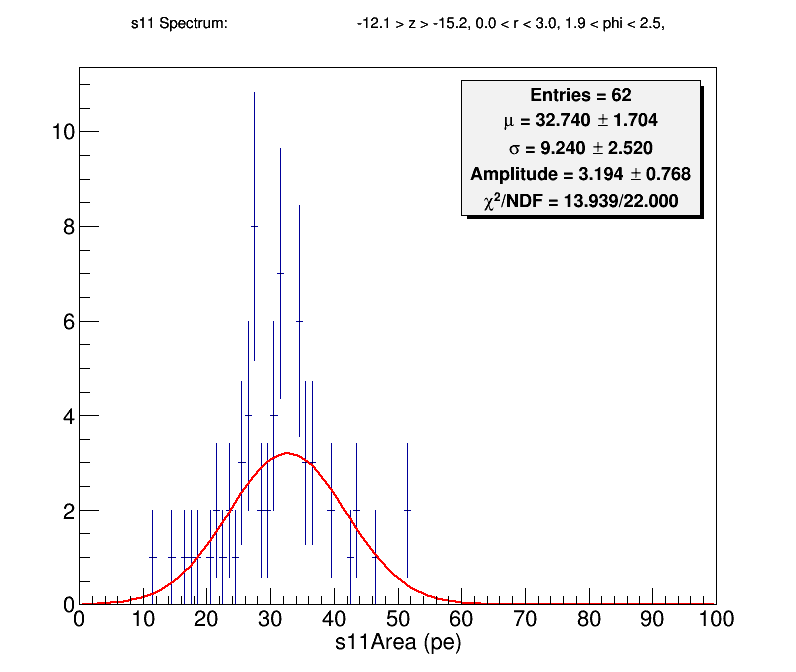 s11 Spectrum: -12.1 > z > -15.2, 0.0 < r < 3.0, 1.9 < phi < 2.5,
Entries = 62
μ = 32.740 ± 1.704
σ = 9.240 ± 2.520
Amplitude = 3.194 ± 0.768
χ²/NDF = 13.939/22.000
10
8
6
4
2
0
0 10 20 30 40 50 60 70 80 90 100
s11Area (pe)